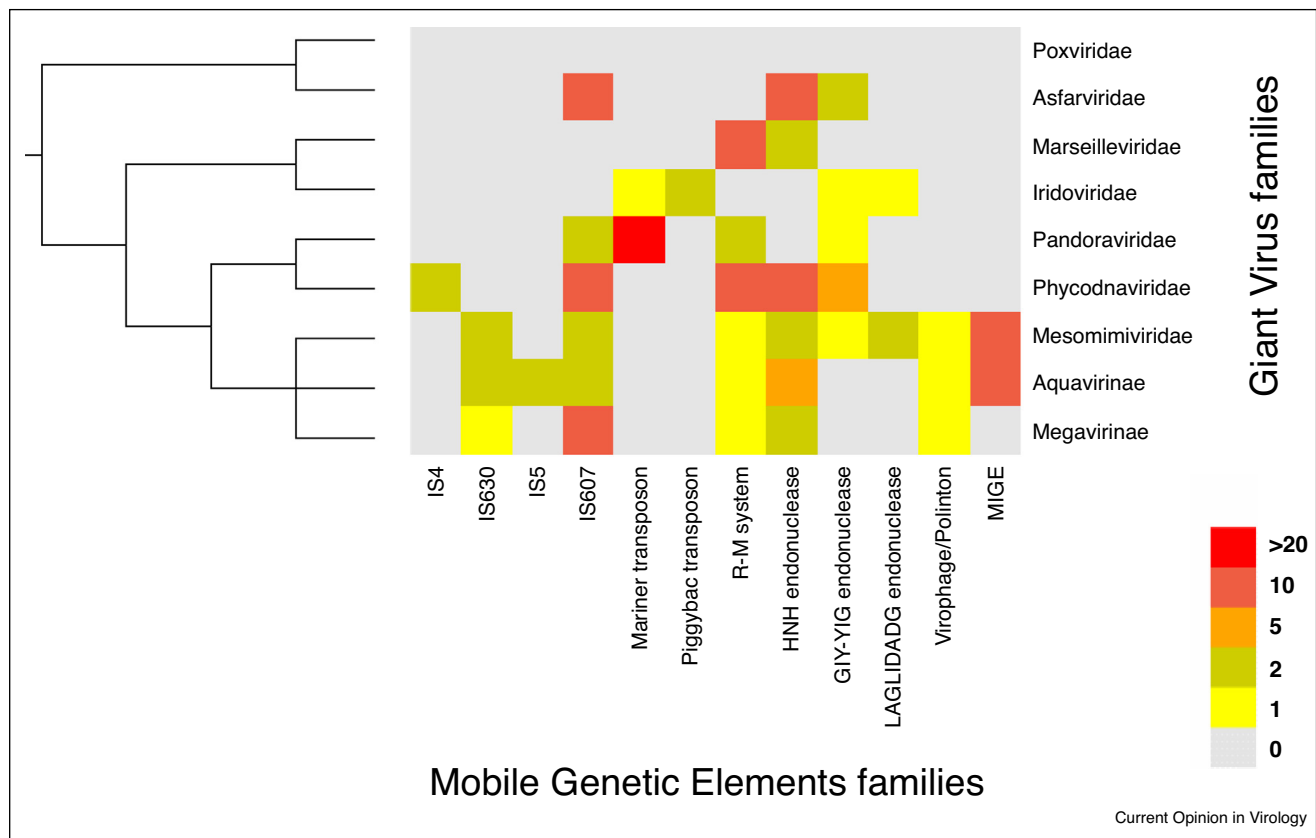 Poxviridae
Asfarviridae
Marseilleviridae
Iridoviridae
Pandoraviridae
Phycodnaviridae
Mesomimiviridae
Aquavirinae
Megavirinae
Giant Virus families
IS4
IS630
IS5
IS607
Mariner transposon
Piggybac transposon
R-M system
HNH endonuclease
GIY-YIG endonuclease
LAGLIDADG endonuclease
Virophage/Polinton
MIGE
>20
10
5
2
1
0
Mobile Genetic Elements families
Current Opinion in Virology